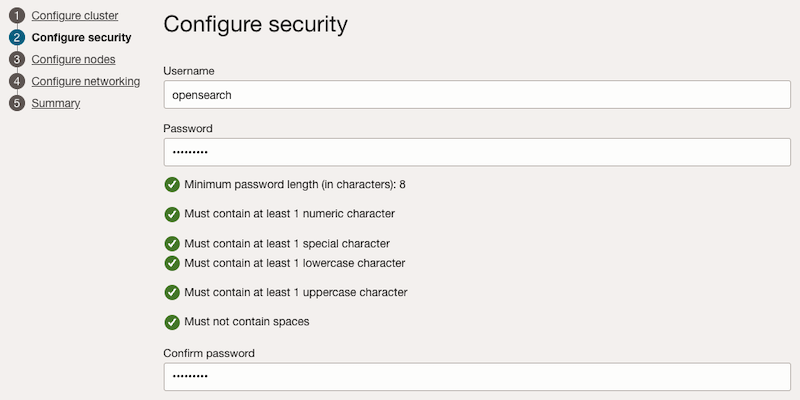 1 Configure cluster
2 Configure security
3 Configure nodes
4 Configure networking
5 Summary
Configure security
Username
opensearch
Password
•••••••••
Minimum password length (in characters): 8
Must contain at least 1 numeric character
Must contain at least 1 special character
Must contain at least 1 lowercase character
Must contain at least 1 uppercase character
Must not contain spaces
Confirm password
•••••••••